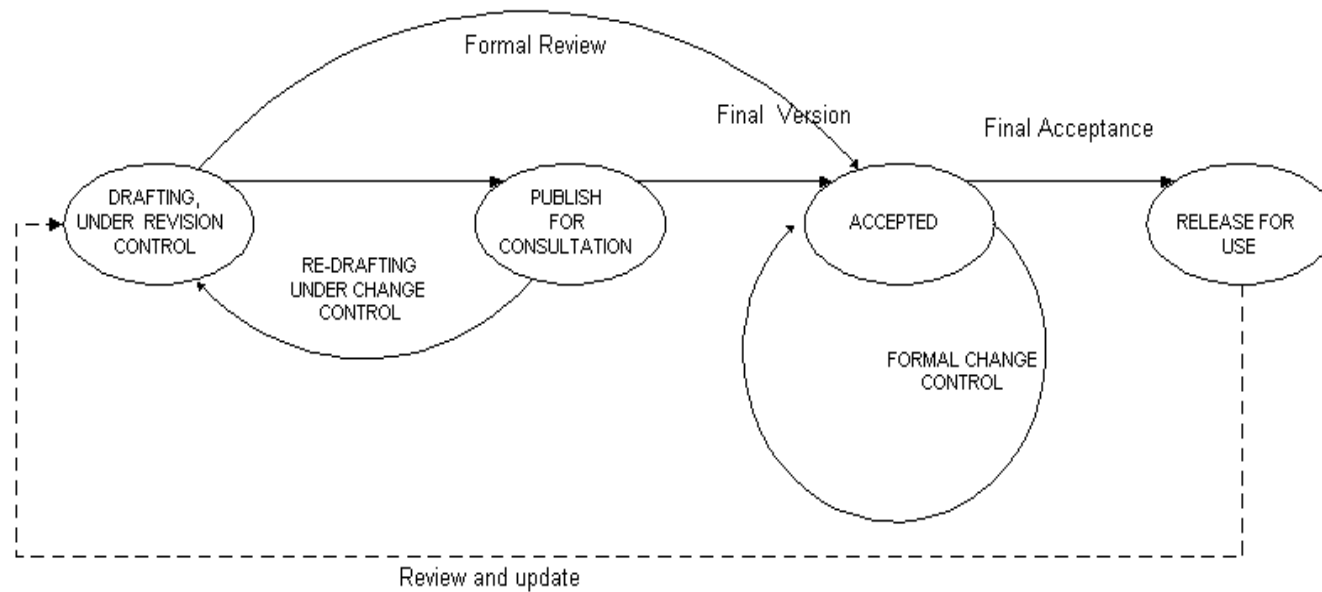 Formal Review
Final Version
Final Acceptance
DRAFTING,
UNDER REVISION
CONTROL
PUBLISH
FOR
CONSULTATION
ACCEPTED
RELEASE FOR
USE
RE-DRAFTING
UNDER CHANGE
CONTROL
FORMAL CHANGE
CONTROL
Review and update